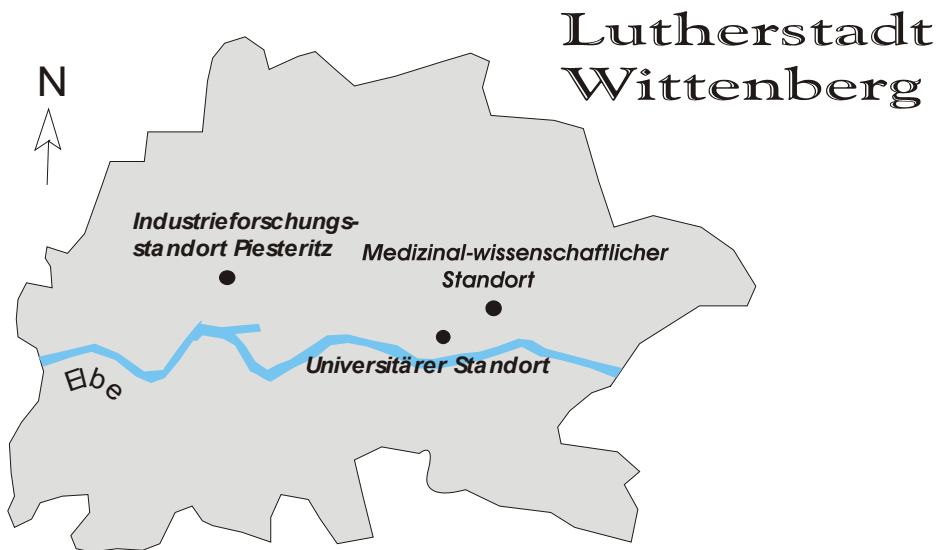 Lutherstadt
Wittenberg
N
Industrieforschungs-
standort Piesteritz
Medizinal-wissenschaftlicher
Standort
Universitärer Standort
Elbe